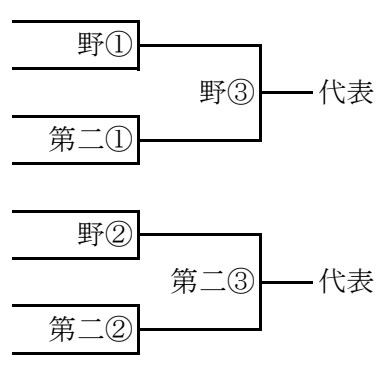 野①
野③ 代表
第二①
野②
第二③ 代表
第二②